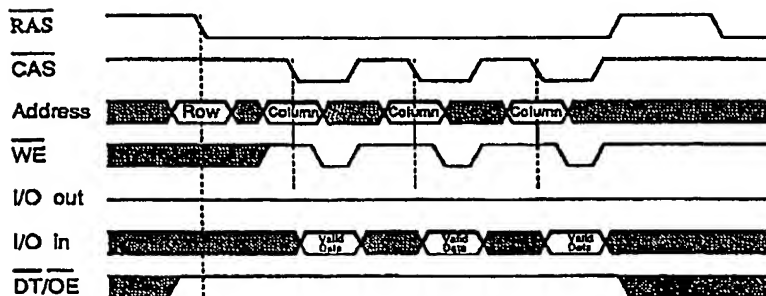 RAS
CAS
Address Row Column Column Column
WE
I/O out
I/O in Valid Data Valid Data Valid Data
DT/OE